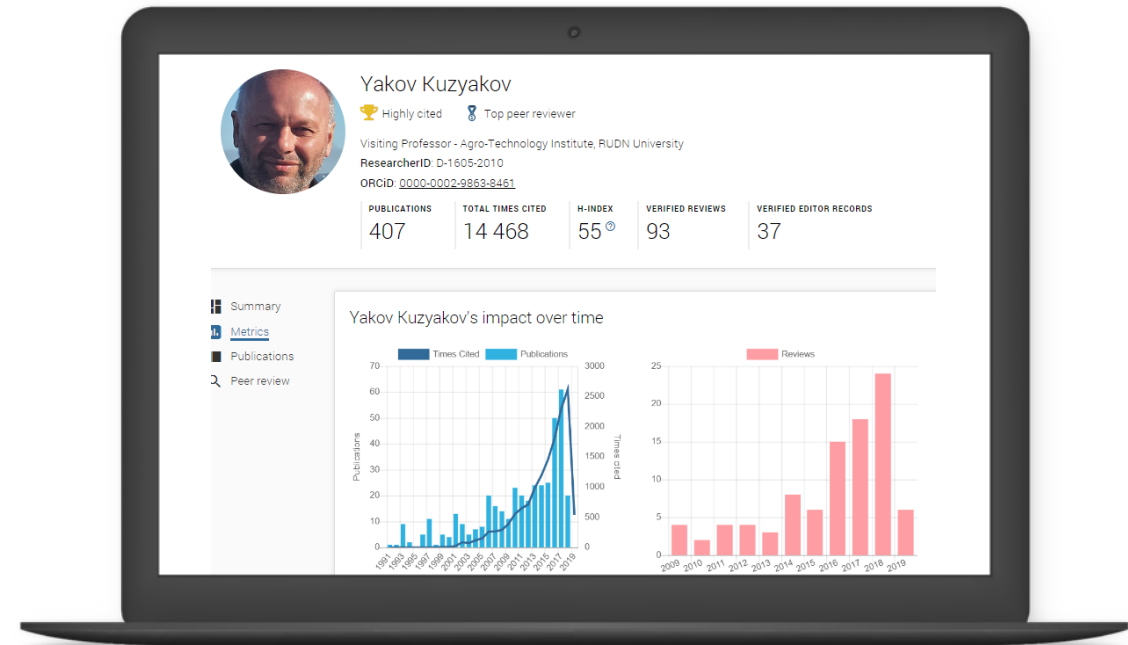 Yakov Kuzyakov
Highly cited Top peer reviewer
Visiting Professor - Agro-Technology Institute, RUDN University
ResearcherID: D-1605-2010
ORCiD: 0000-0002-9863-8461
PUBLICATIONS TOTAL TIMES CITED H-INDEX VERIFIED REVIEWS VERIFIED EDITOR RECORDS
407 14 468 55 ? 93 37
Summary
Metrics
Publications
Peer review
Yakov Kuzyakov's impact over time
Times Cited Publications
70 3000
60 2500
50 2000
40 1500
30 1000
20 500
10 0
0
Publications
Times cited
1991 1993 1995 1997 1999 2001 2003 2005 2007 2009 2011 2013 2015 2017 2019
Reviews
25
20
15
10
5
0
2009 2010 2011 2012 2013 2014 2015 2016 2017 2018 2019